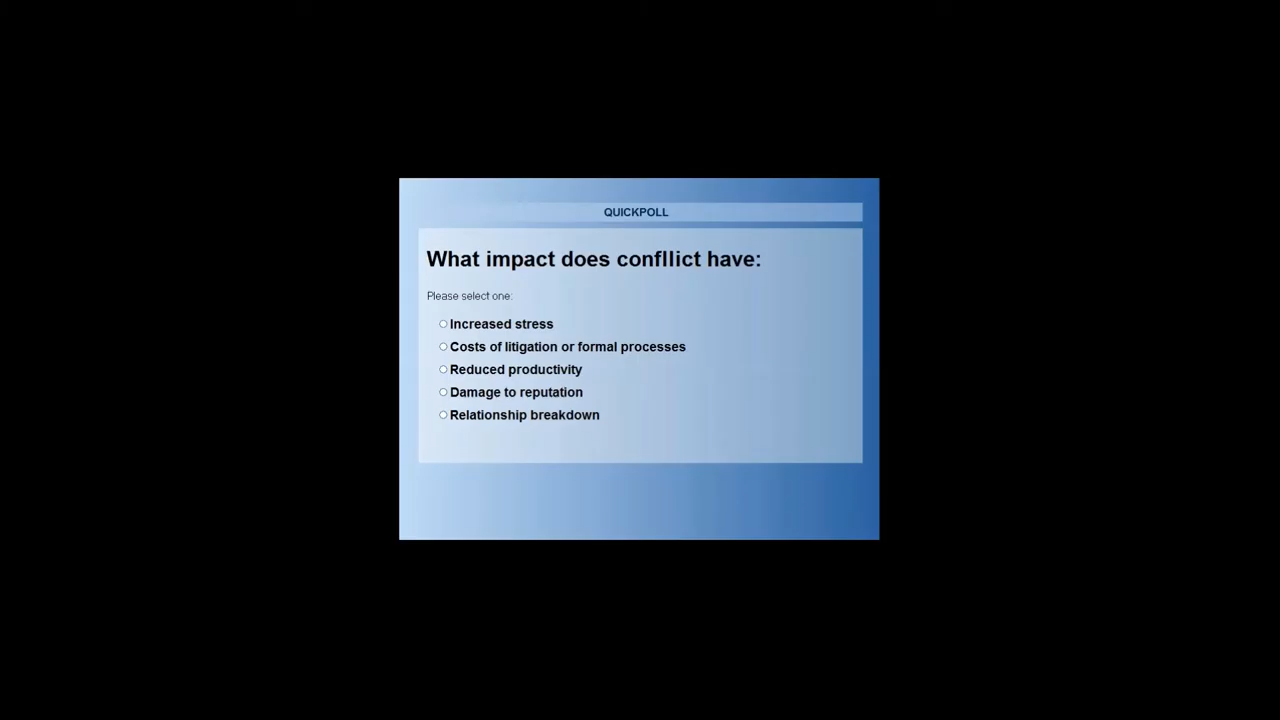 QUICKPOLL
What impact does confllict have:
Please select one:
Increased stress
Costs of litigation or formal processes
Reduced productivity
Damage to reputation
Relationship breakdown